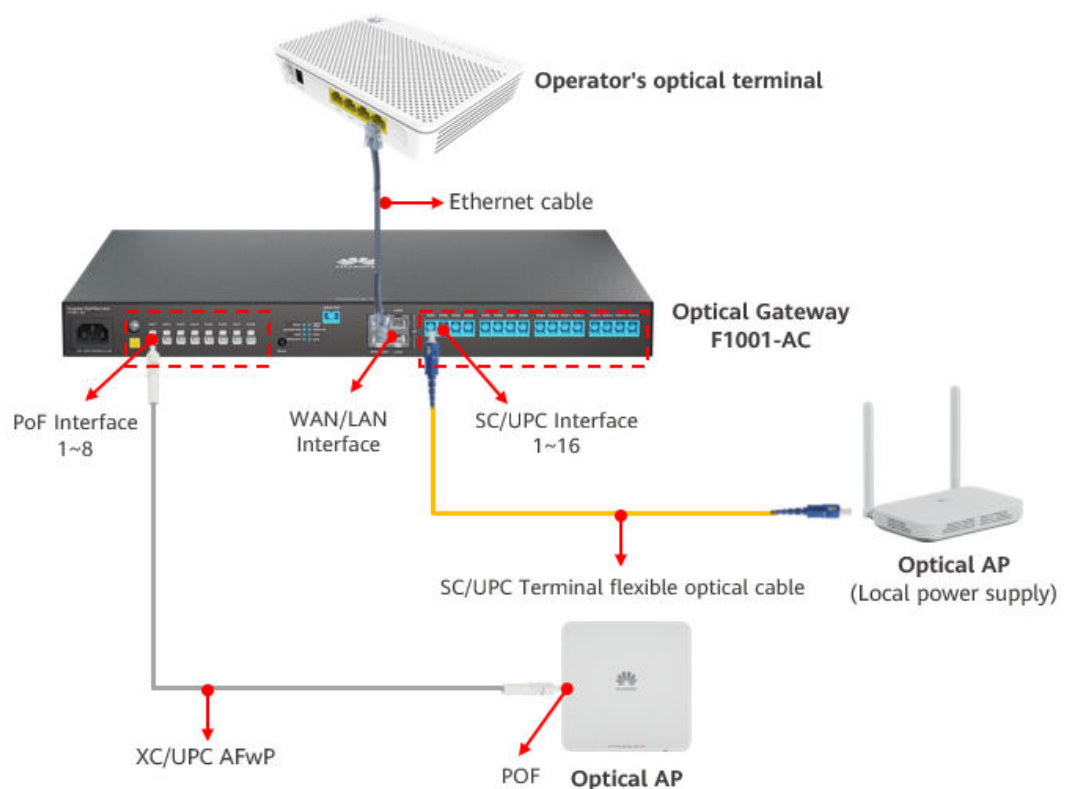 Operator's optical terminal
Ethernet cable
Optical Gateway
F1001-AC
PoF Interface
1~8
WAN/LAN
Interface
SC/UPC Interface
1~16
SC/UPC Terminal flexible optical cable
Optical AP
(Local power supply)
XC/UPC AFwP
POF
Optical AP